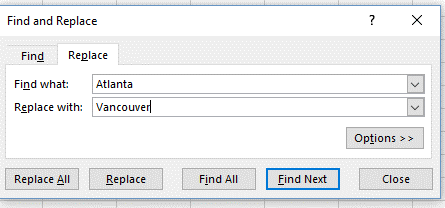 Find and Replace ? ×
Find Replace
Find what: Atlanta
Replace with: Vancouver
Options >>
Replace All Replace Find All Find Next Close